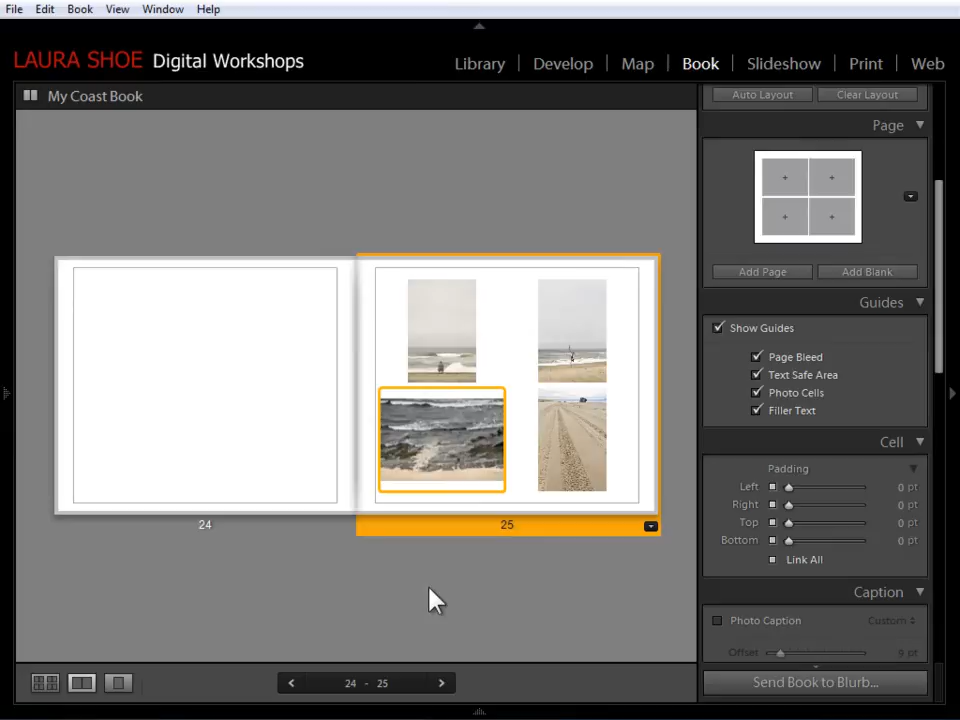 File Edit Book View Window Help
LAURA SHOE Digital Workshops
Library | Develop | Map | Book | Slideshow | Print | Web
My Coast Book
Auto Layout Clear Layout
Page
Add Page Add Blank
Guides
Show Guides
Page Bleed
Text Safe Area
Photo Cells
Filler Text
Cell
Padding
Left 0 pt
Right 0 pt
Top 0 pt
Bottom 0 pt
Link All
Caption
Photo Caption Custom
Offset 9 pt
24 25
24 - 25
Send Book to Blurb...